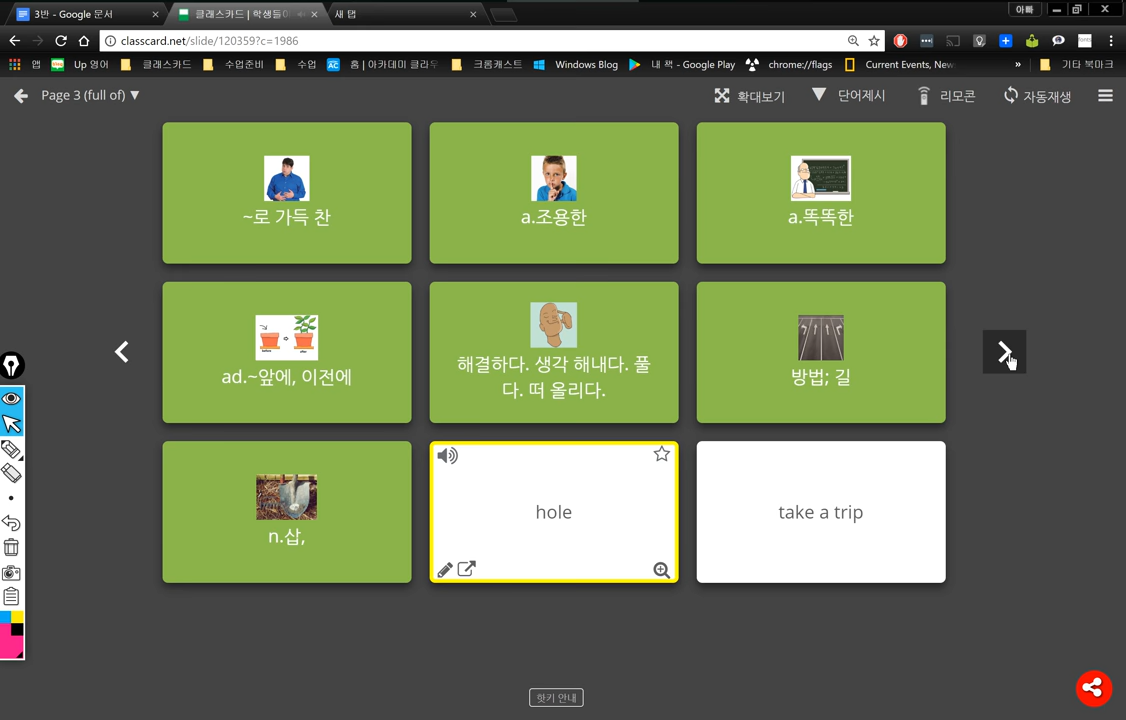 3반 - Google 문서
클래스카드 | 학생들이
새 탭
아빠
classcard.net/slide/120359?c=1986
앱
Up 영어
클래스카드
수업준비
수업
홈 | 아카데미 클라우
크롬캐스트
Windows Blog
내 책 - Google Play
chrome://flags
Current Events, New
»
기타 북마크
Page 3 (full of) ▼
확대보기
단어제시
리모콘
자동재생
~로 가득 찬
a.조용한
a.똑똑한
ad.~앞에, 이전에
해결하다. 생각 해내다. 풀
다. 떠 올리다.
방법; 길
n.삽,
hole
take a trip
핫키 안내